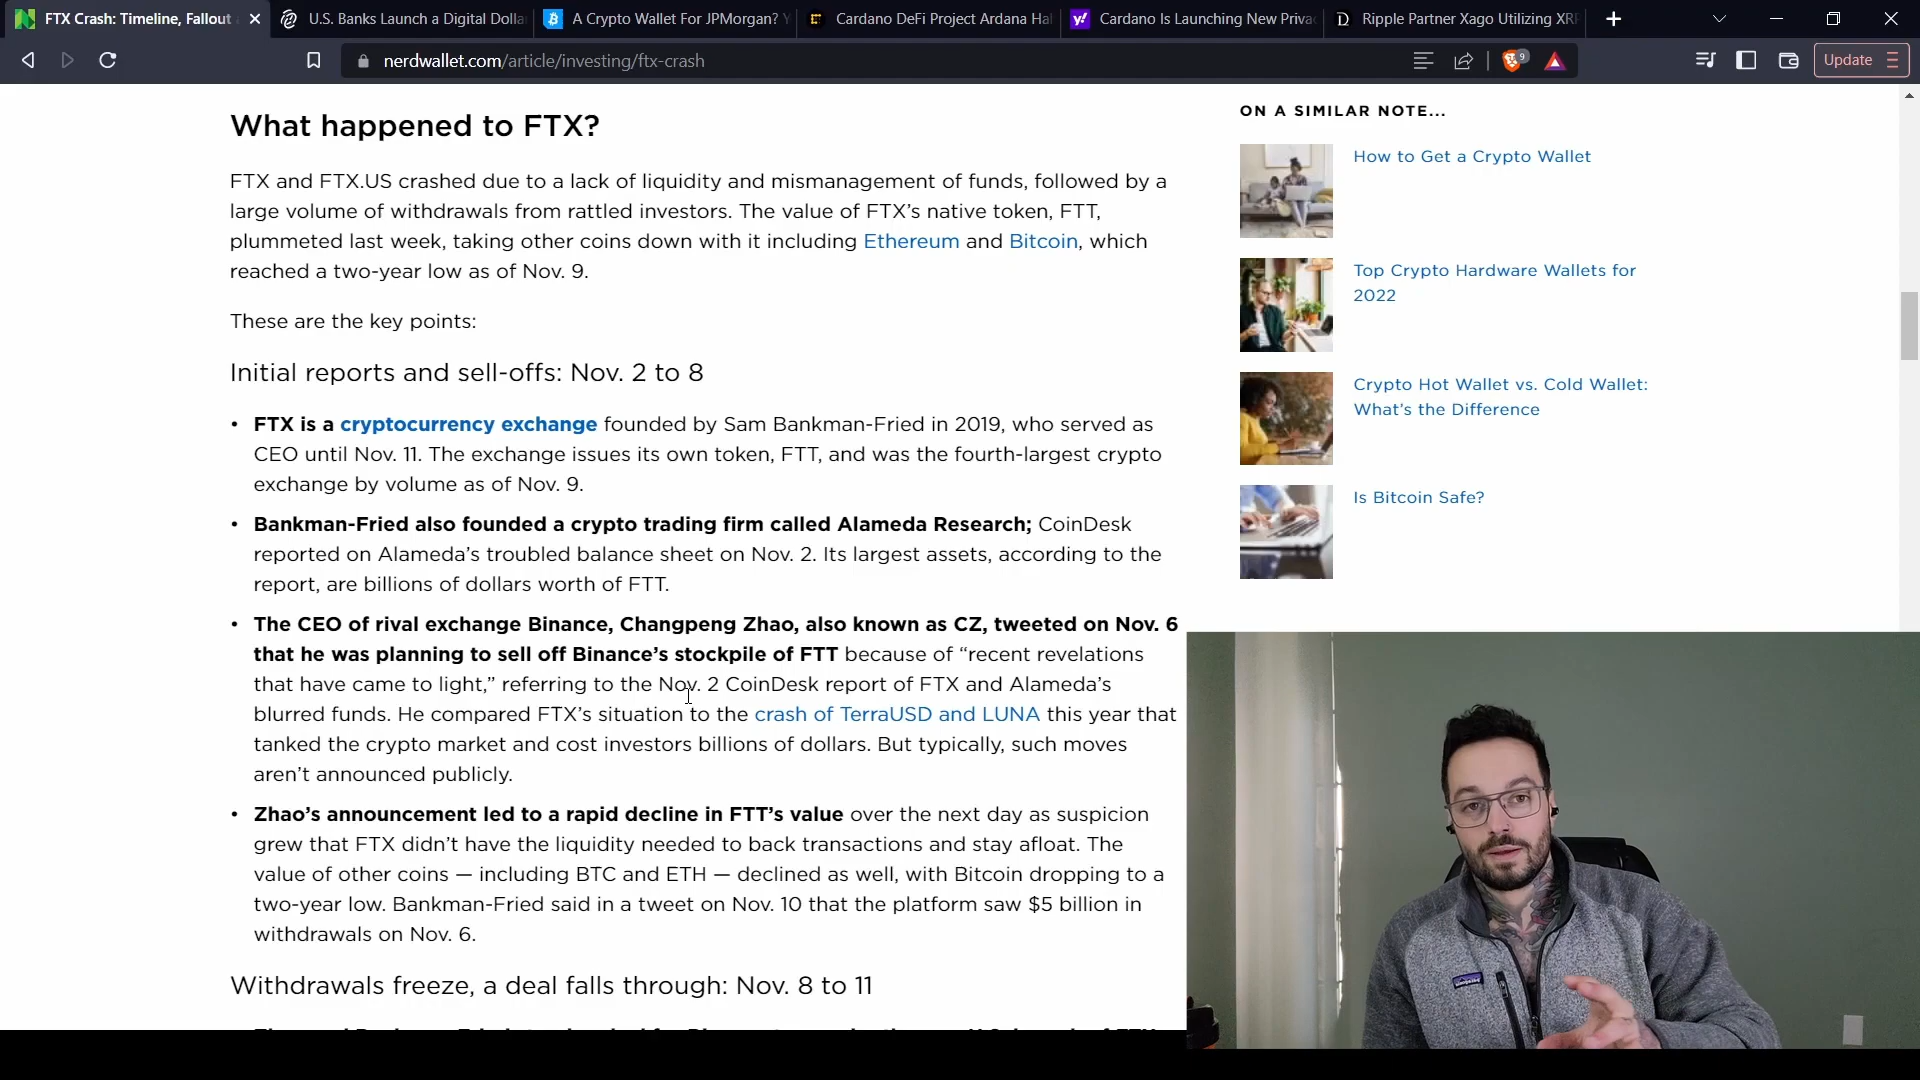 FTX Crash: Timeline, Fallout
U.S. Banks Launch a Digital Dolla
A Crypto Wallet For JPMorgan? Y
Cardano DeFi Project Ardana Hal
Cardano Is Launching New Priva
Ripple Partner Xago Utilizing XR
nerdwallet.com/article/investing/ftx-crash
9
Update
What happened to FTX?
FTX and FTX.US crashed due to a lack of liquidity and mismanagement of funds, followed by a
large volume of withdrawals from rattled investors. The value of FTX’s native token, FTT,
plummeted last week, taking other coins down with it including Ethereum and Bitcoin, which
reached a two-year low as of Nov. 9.
These are the key points:
Initial reports and sell-offs: Nov. 2 to 8
• FTX is a cryptocurrency exchange founded by Sam Bankman-Fried in 2019, who served as
CEO until Nov. 11. The exchange issues its own token, FTT, and was the fourth-largest crypto
exchange by volume as of Nov. 9.
• Bankman-Fried also founded a crypto trading firm called Alameda Research; CoinDesk
reported on Alameda’s troubled balance sheet on Nov. 2. Its largest assets, according to the
report, are billions of dollars worth of FTT.
• The CEO of rival exchange Binance, Changpeng Zhao, also known as CZ, tweeted on Nov. 6
that he was planning to sell off Binance’s stockpile of FTT because of “recent revelations
that have came to light,” referring to the Nov. 2 CoinDesk report of FTX and Alameda’s
blurred funds. He compared FTX’s situation to the crash of TerraUSD and LUNA this year that
tanked the crypto market and cost investors billions of dollars. But typically, such moves
aren’t announced publicly.
• Zhao’s announcement led to a rapid decline in FTT’s value over the next day as suspicion
grew that FTX didn’t have the liquidity needed to back transactions and stay afloat. The
value of other coins — including BTC and ETH — declined as well, with Bitcoin dropping to a
two-year low. Bankman-Fried said in a tweet on Nov. 10 that the platform saw $5 billion in
withdrawals on Nov. 6.
Withdrawals freeze, a deal falls through: Nov. 8 to 11
ON A SIMILAR NOTE...
How to Get a Crypto Wallet
Top Crypto Hardware Wallets for
2022
Crypto Hot Wallet vs. Cold Wallet:
What’s the Difference
Is Bitcoin Safe?
patagonia